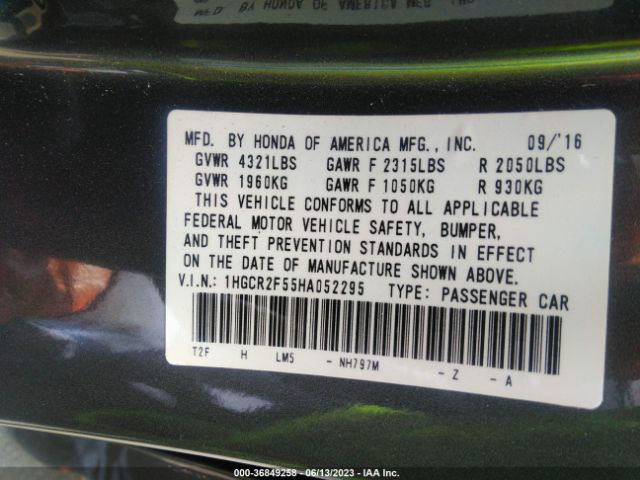 MFD. BY HONDA OF AMERICA MFG., INC. 09/'16
GVWR 4321LBS GAWR F 2315LBS R 2050LBS
GVWR 1960KG GAWR F 1050KG R 930KG
THIS VEHICLE CONFORMS TO ALL APPLICABLE
FEDERAL MOTOR VEHICLE SAFETY, BUMPER,
AND THEFT PREVENTION STANDARDS IN EFFECT
ON THE DATE OF MANUFACTURE SHOWN ABOVE.
V.I.N.: 1HGCR2F55HA052295 TYPE: PASSENGER CAR
T2F H LM5 - NH797M - Z - A
000-36849258 - 06/13/2023 - IAA Inc.